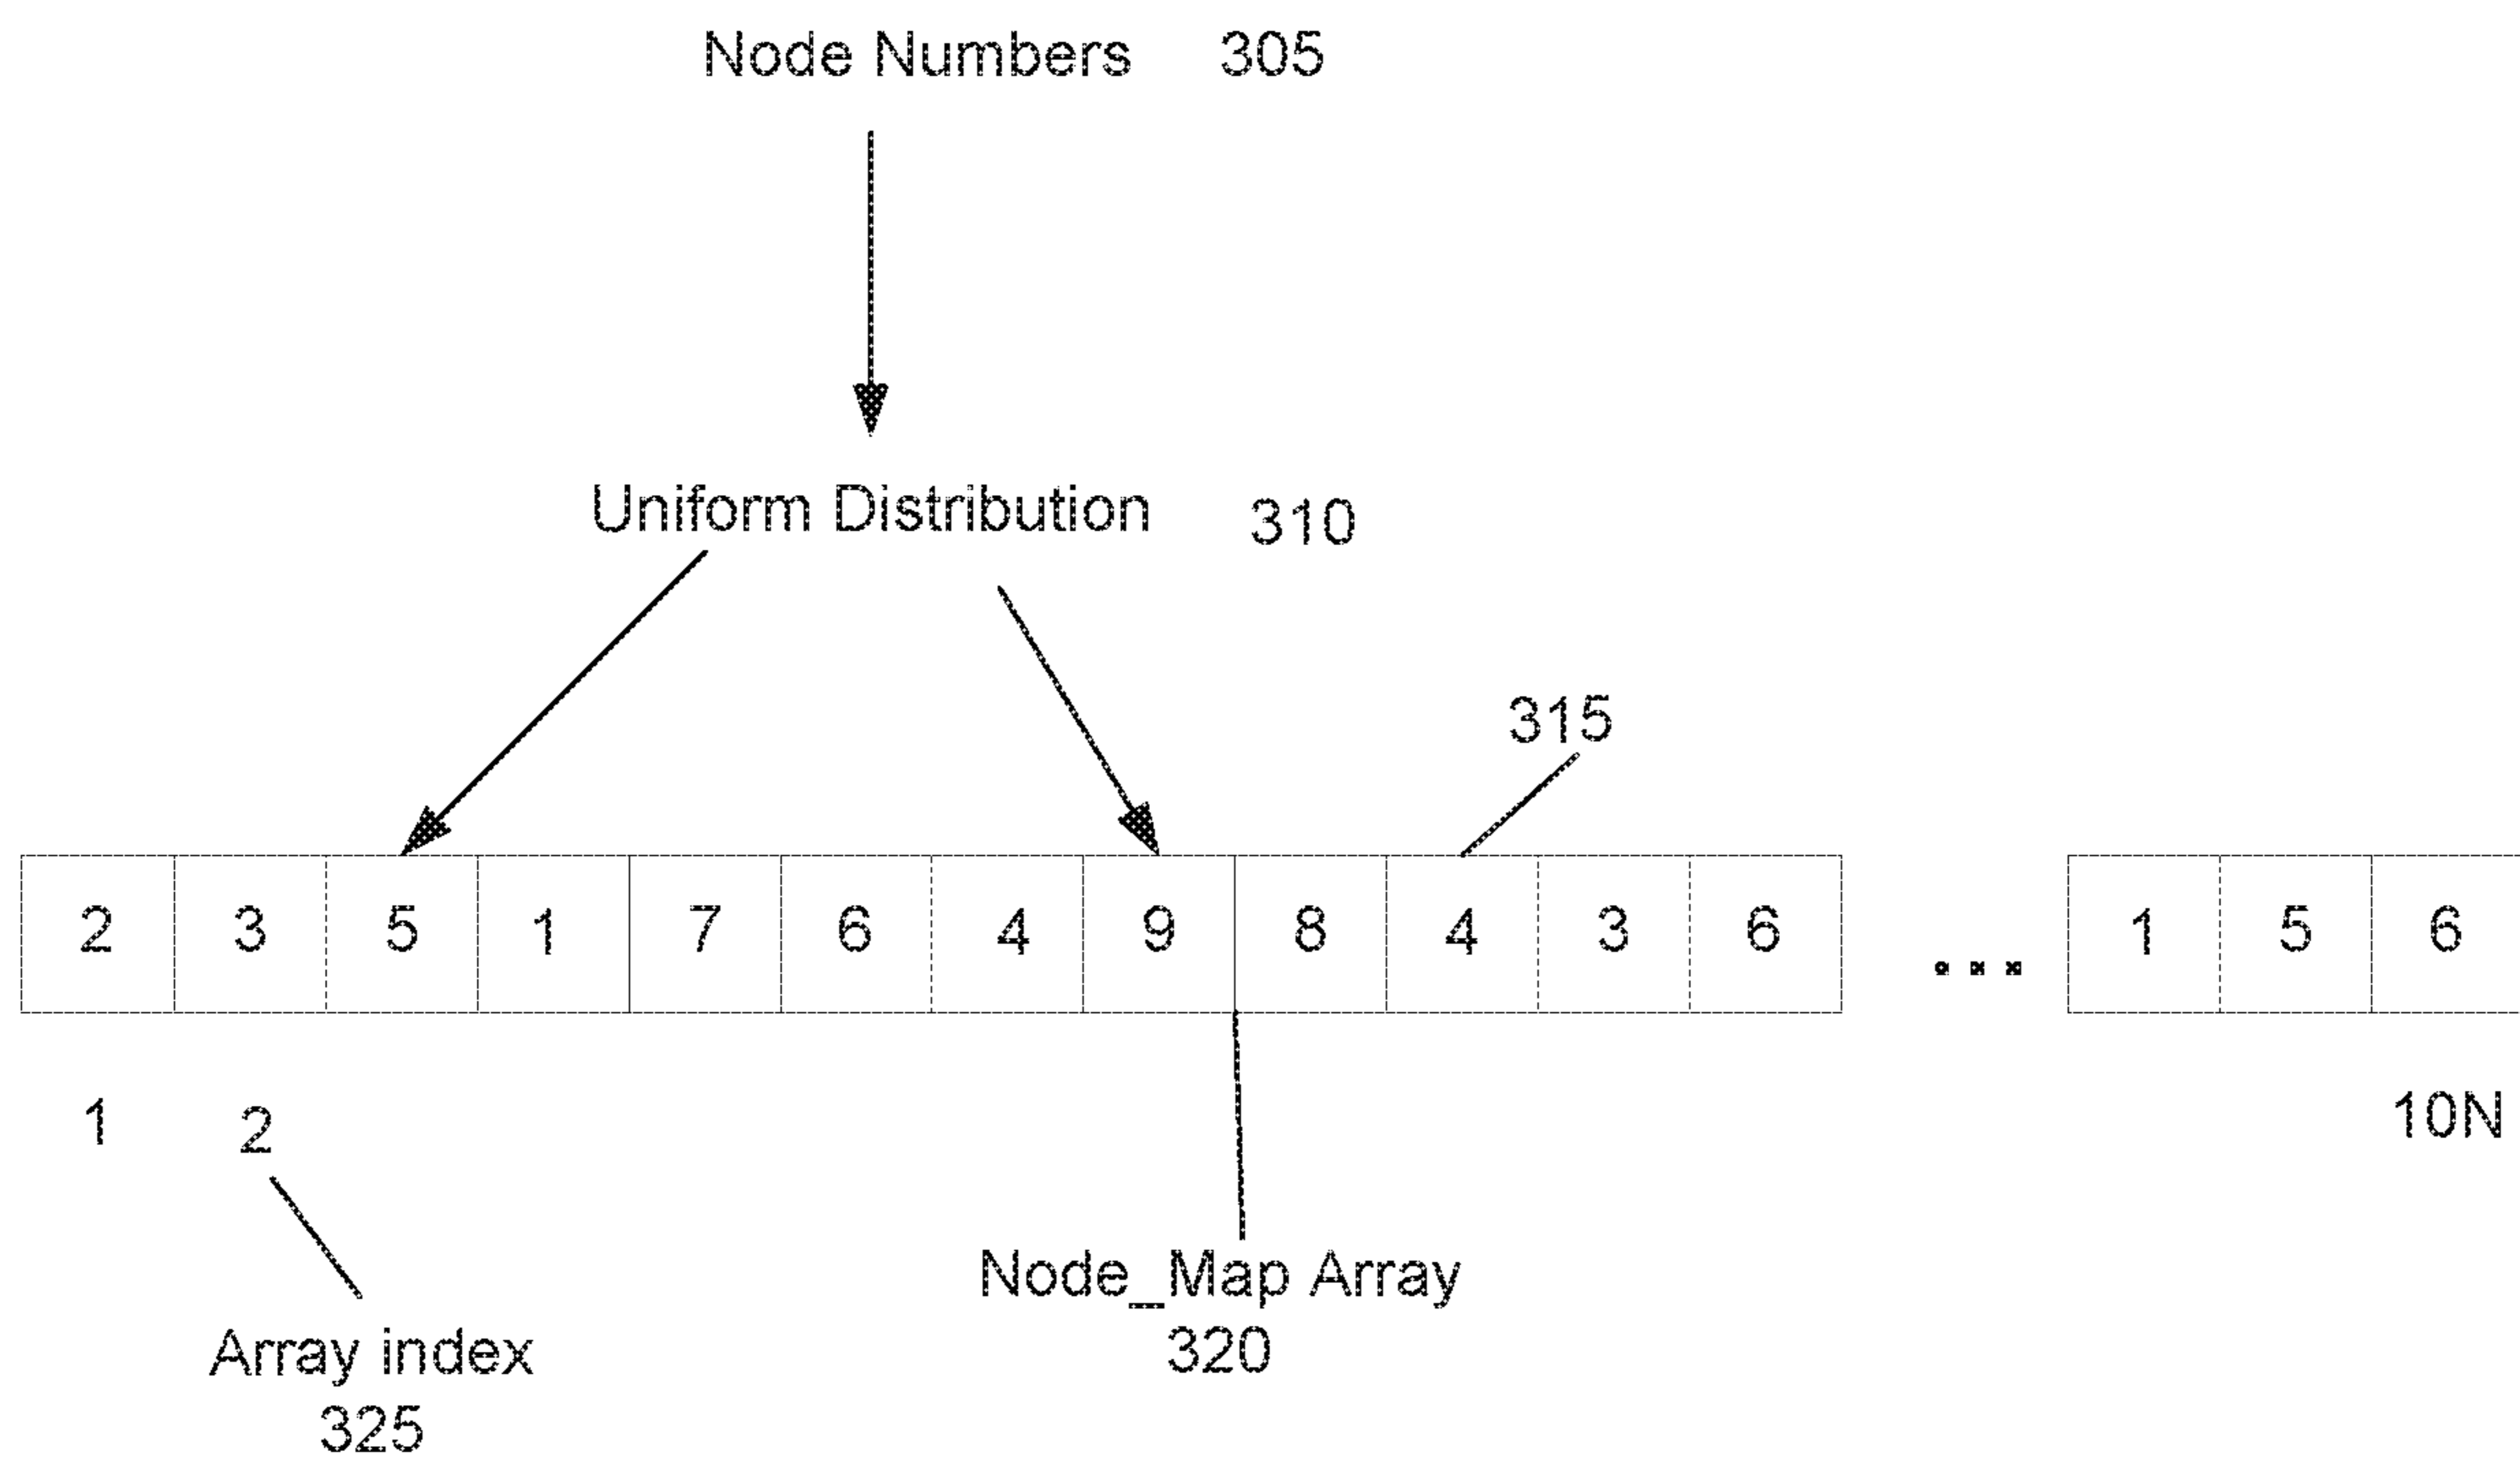 Node Numbers 305
Uniform Distribution 310
315
2 3 5 1 7 6 4 9 8 4 3 6 ... 1 5 6
1 2 10N
Node_Map Array
320
Array index
325